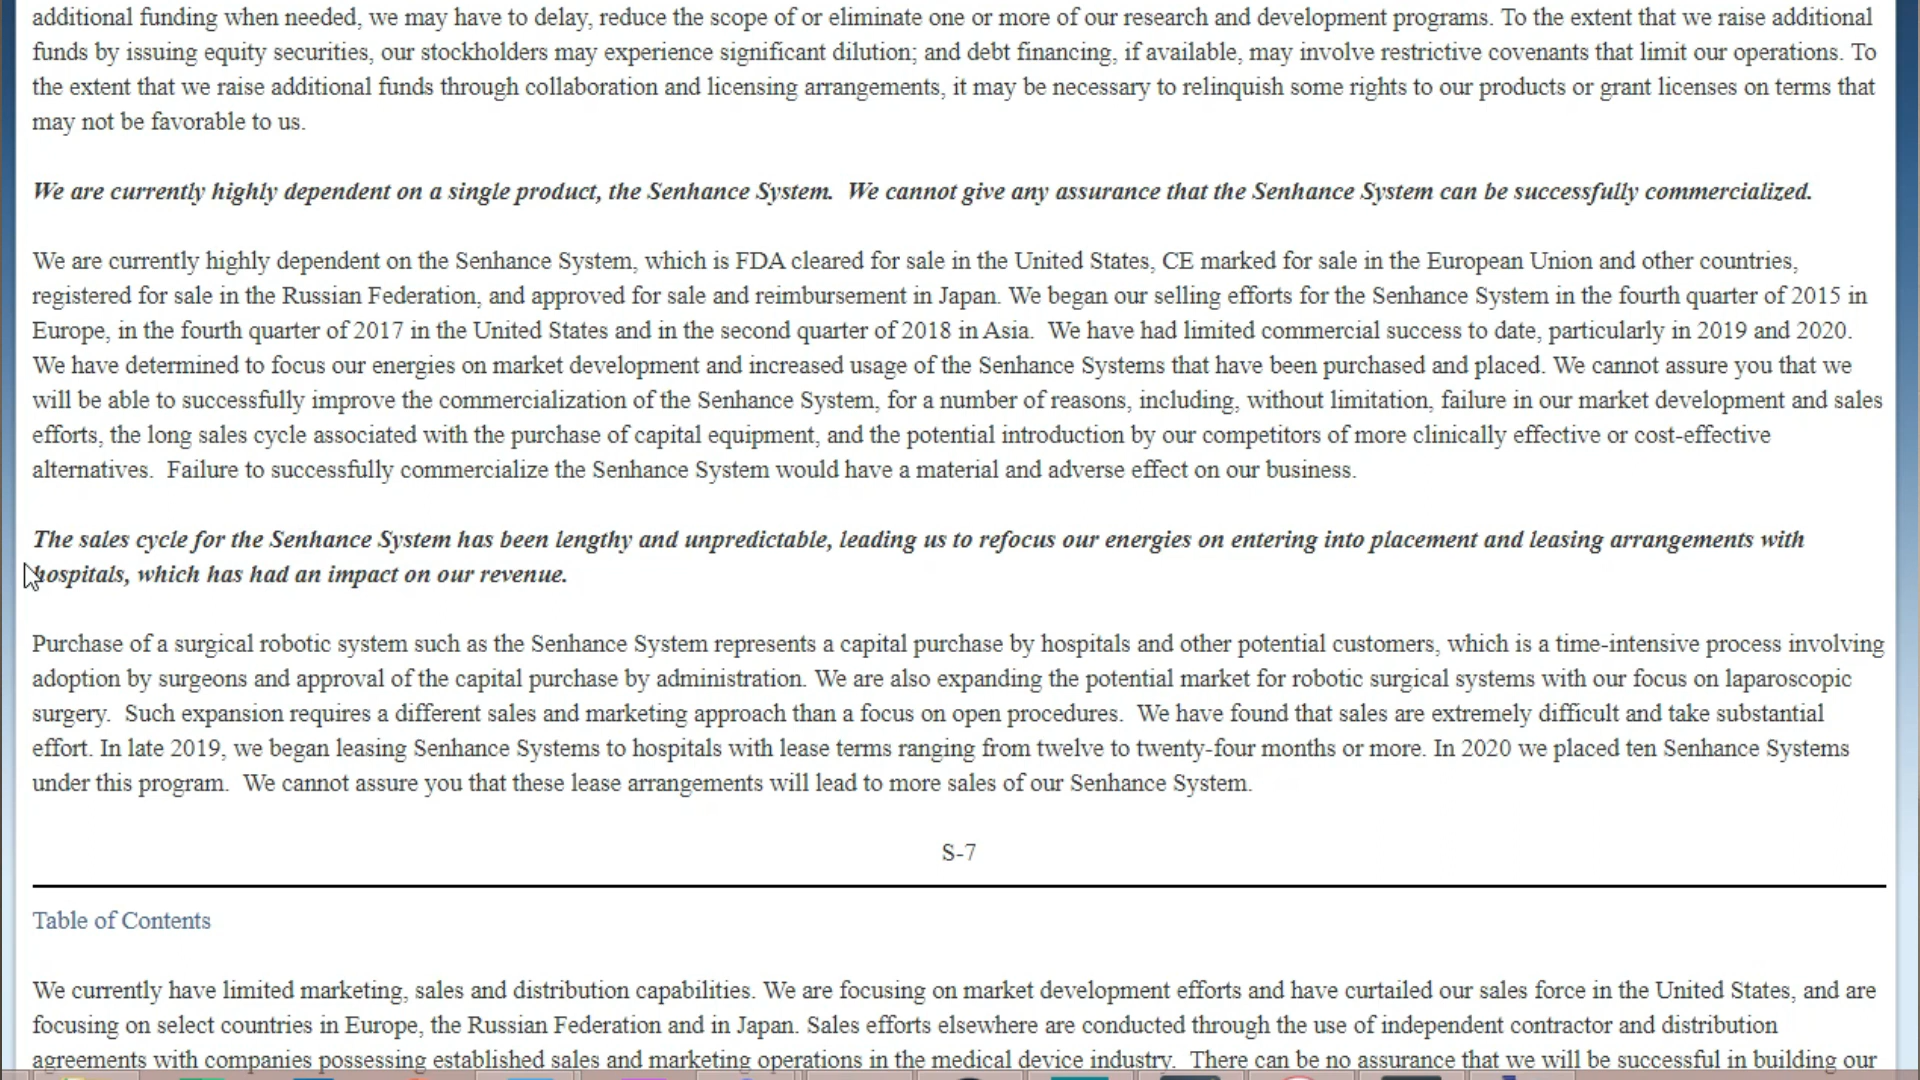 additional funding when needed, we may have to delay, reduce the scope of or eliminate one or more of our research and development programs. To the extent that we raise additional
funds by issuing equity securities, our stockholders may experience significant dilution; and debt financing, if available, may involve restrictive covenants that limit our operations. To
the extent that we raise additional funds through collaboration and licensing arrangements, it may be necessary to relinquish some rights to our products or grant licenses on terms that
may not be favorable to us.
We are currently highly dependent on a single product, the Senhance System.  We cannot give any assurance that the Senhance System can be successfully commercialized.
We are currently highly dependent on the Senhance System, which is FDA cleared for sale in the United States, CE marked for sale in the European Union and other countries,
registered for sale in the Russian Federation, and approved for sale and reimbursement in Japan. We began our selling efforts for the Senhance System in the fourth quarter of 2015 in
Europe, in the fourth quarter of 2017 in the United States and in the second quarter of 2018 in Asia.  We have had limited commercial success to date, particularly in 2019 and 2020.
We have determined to focus our energies on market development and increased usage of the Senhance Systems that have been purchased and placed. We cannot assure you that we
will be able to successfully improve the commercialization of the Senhance System, for a number of reasons, including, without limitation, failure in our market development and sales
efforts, the long sales cycle associated with the purchase of capital equipment, and the potential introduction by our competitors of more clinically effective or cost-effective
alternatives.  Failure to successfully commercialize the Senhance System would have a material and adverse effect on our business.
The sales cycle for the Senhance System has been lengthy and unpredictable, leading us to refocus our energies on entering into placement and leasing arrangements with
hospitals, which has had an impact on our revenue.
Purchase of a surgical robotic system such as the Senhance System represents a capital purchase by hospitals and other potential customers, which is a time-intensive process involving
adoption by surgeons and approval of the capital purchase by administration. We are also expanding the potential market for robotic surgical systems with our focus on laparoscopic
surgery.  Such expansion requires a different sales and marketing approach than a focus on open procedures.  We have found that sales are extremely difficult and take substantial
effort. In late 2019, we began leasing Senhance Systems to hospitals with lease terms ranging from twelve to twenty-four months or more. In 2020 we placed ten Senhance Systems
under this program.  We cannot assure you that these lease arrangements will lead to more sales of our Senhance System.
S-7
Table of Contents
We currently have limited marketing, sales and distribution capabilities. We are focusing on market development efforts and have curtailed our sales force in the United States, and are
focusing on select countries in Europe, the Russian Federation and in Japan. Sales efforts elsewhere are conducted through the use of independent contractor and distribution
agreements with companies possessing established sales and marketing operations in the medical device industry.  There can be no assurance that we will be successful in building our